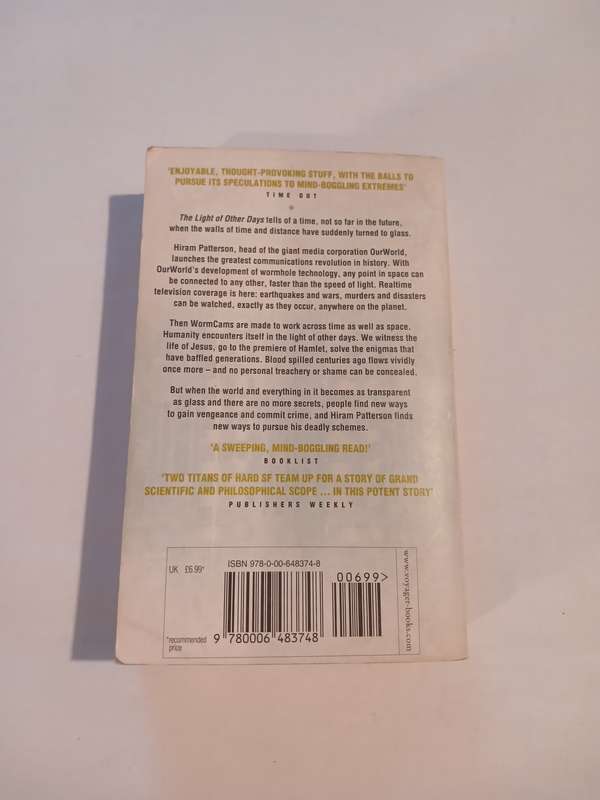 'ENJOYABLE, THOUGHT-PROVOKING STUFF, WITH THE BALLS TO
PURSUE ITS SPECULATIONS TO MIND-BOGGLING EXTREMES'
TIME OUT
The Light of Other Days tells of a time, not so far in the future,
when the walls of time and distance have suddenly turned to glass.
Hiram Patterson, head of the giant media corporation OurWorld,
launches the greatest communications revolution in history. With
OurWorld's development of wormhole technology, any point in space can
be connected to any other, faster than the speed of light. Realtime
television coverage is here: earthquakes and wars, murders and disasters
can be watched, exactly as they occur, anywhere on the planet.
Then WormCams are made to work across time as well as space.
Humanity encounters itself in the light of other days. We witness the
life of Jesus, go to the premiere of Hamlet, solve the enigmas that
have baffled generations. Blood spilled centuries ago flows vividly
once more – and no personal treachery or shame can be concealed.
But when the world and everything in it becomes as transparent
as glass and there are no more secrets, people find new ways
to gain vengeance and commit crime, and Hiram Patterson finds
new ways to pursue his deadly schemes.
'A SWEEPING, MIND-BOGGLING READ!'
BOOKLIST
'TWO TITANS OF HARD SF TEAM UP FOR A STORY OF GRAND
SCIENTIFIC AND PHILOSOPHICAL SCOPE ... IN THIS POTENT STORY'
PUBLISHERS WEEKLY
UK £6.99*
ISBN 978-0-00-648374-8
00699>
9 780006 483748
*recommended
price
www.voyager-books.com